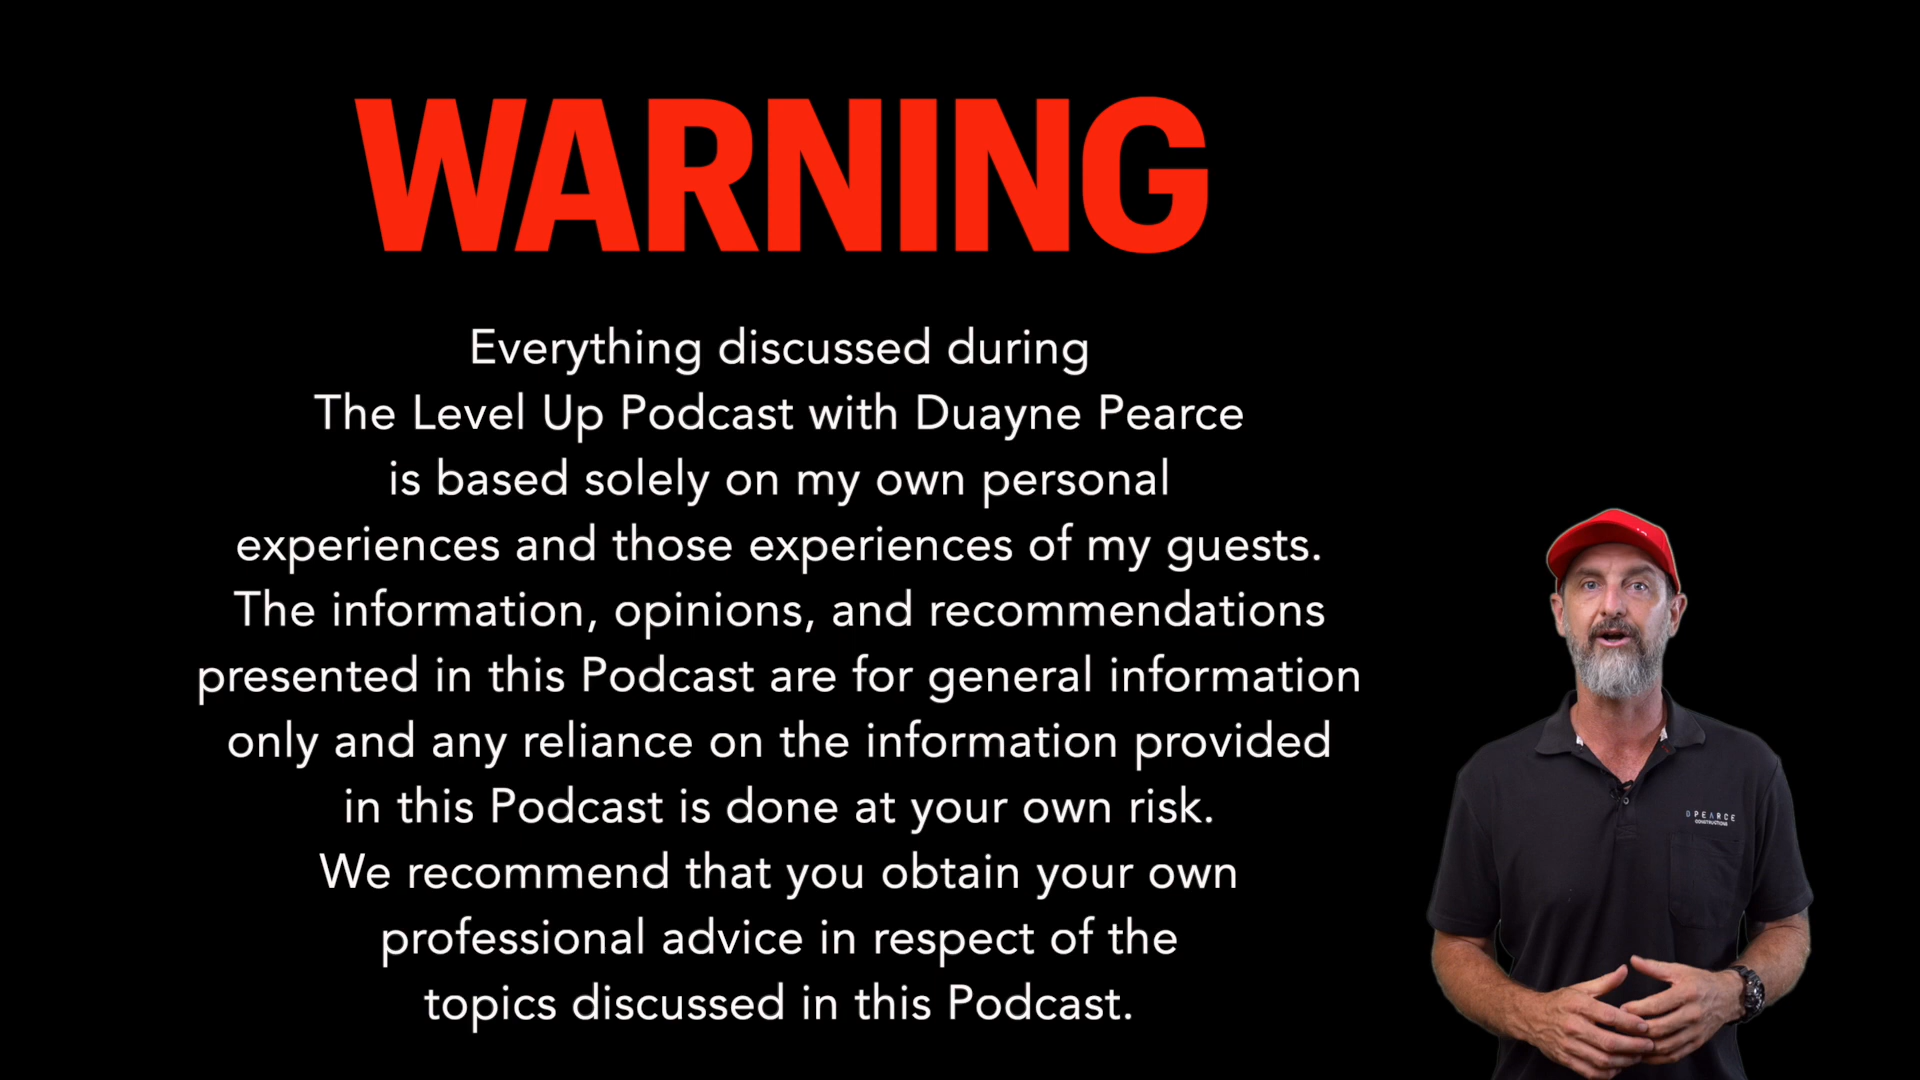 WARNING
Everything discussed during
The Level Up Podcast with Duayne Pearce
is based solely on my own personal
experiences and those experiences of my guests.
The information, opinions, and recommendations
presented in this Podcast are for general information
only and any reliance on the information provided
in this Podcast is done at your own risk.
We recommend that you obtain your own
professional advice in respect of the
topics discussed in this Podcast.
DPEARCE
CONSTRUCTIONS